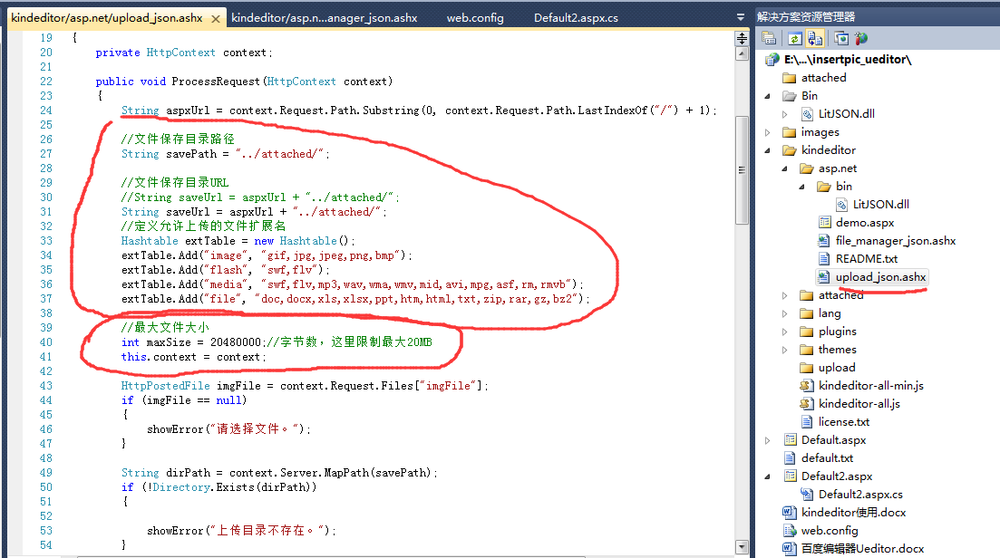 kindeditor/asp.net/upload_json.ashx
kindeditor/asp.n...anager_json.ashx
web.config
Default2.aspx.cs
19 {
20 private HttpContext context;
21
22 public void ProcessRequest(HttpContext context)
23 {
24 String aspxUrl = context.Request.Path.Substring(0, context.Request.Path.LastIndexOf("/") + 1);
25
26 //文件保存目录路径
27 String savePath = "../attached/";
28
29 //文件保存目录URL
30 //String saveUrl = aspxUrl + "../attached/";
31 String saveUrl = aspxUrl + "../attached/";
32 //定义允许上传的文件扩展名
33 Hashtable extTable = new Hashtable();
34 extTable.Add("image", "gif,jpg,jpeg,png,bmp");
35 extTable.Add("flash", "swf,flv");
36 extTable.Add("media", "swf,flv,mp3,wav,wma,wmv,mid,avi,mpg,asf,rm,rmvb");
37 extTable.Add("file", "doc,docx,xls,xlsx,ppt,htm,html,txt,zip,rar,gz,bz2");
38
39 //最大文件大小
40 int maxSize = 20480000;//字节数，这里限制最大20MB
41 this.context = context;
42
43 HttpPostedFile imgFile = context.Request.Files["imgFile"];
44 if (imgFile == null)
45 {
46 showError("请选择文件。");
47 }
48
49 String dirPath = context.Server.MapPath(savePath);
50 if (!Directory.Exists(dirPath))
51 {
52
53 showError("上传目录不存在。");
54 }
解决方案资源管理器
E:\...\insertpic_ueditor\
attached
Bin
LitJSON.dll
images
kindeditor
asp.net
bin
LitJSON.dll
demo.aspx
file_manager_json.ashx
README.txt
upload_json.ashx
attached
lang
plugins
themes
upload
kindeditor-all-min.js
kindeditor-all.js
license.txt
Default.aspx
default.txt
Default2.aspx
Default2.aspx.cs
kindeditor使用.docx
web.config
百度编辑器Ueditor.docx